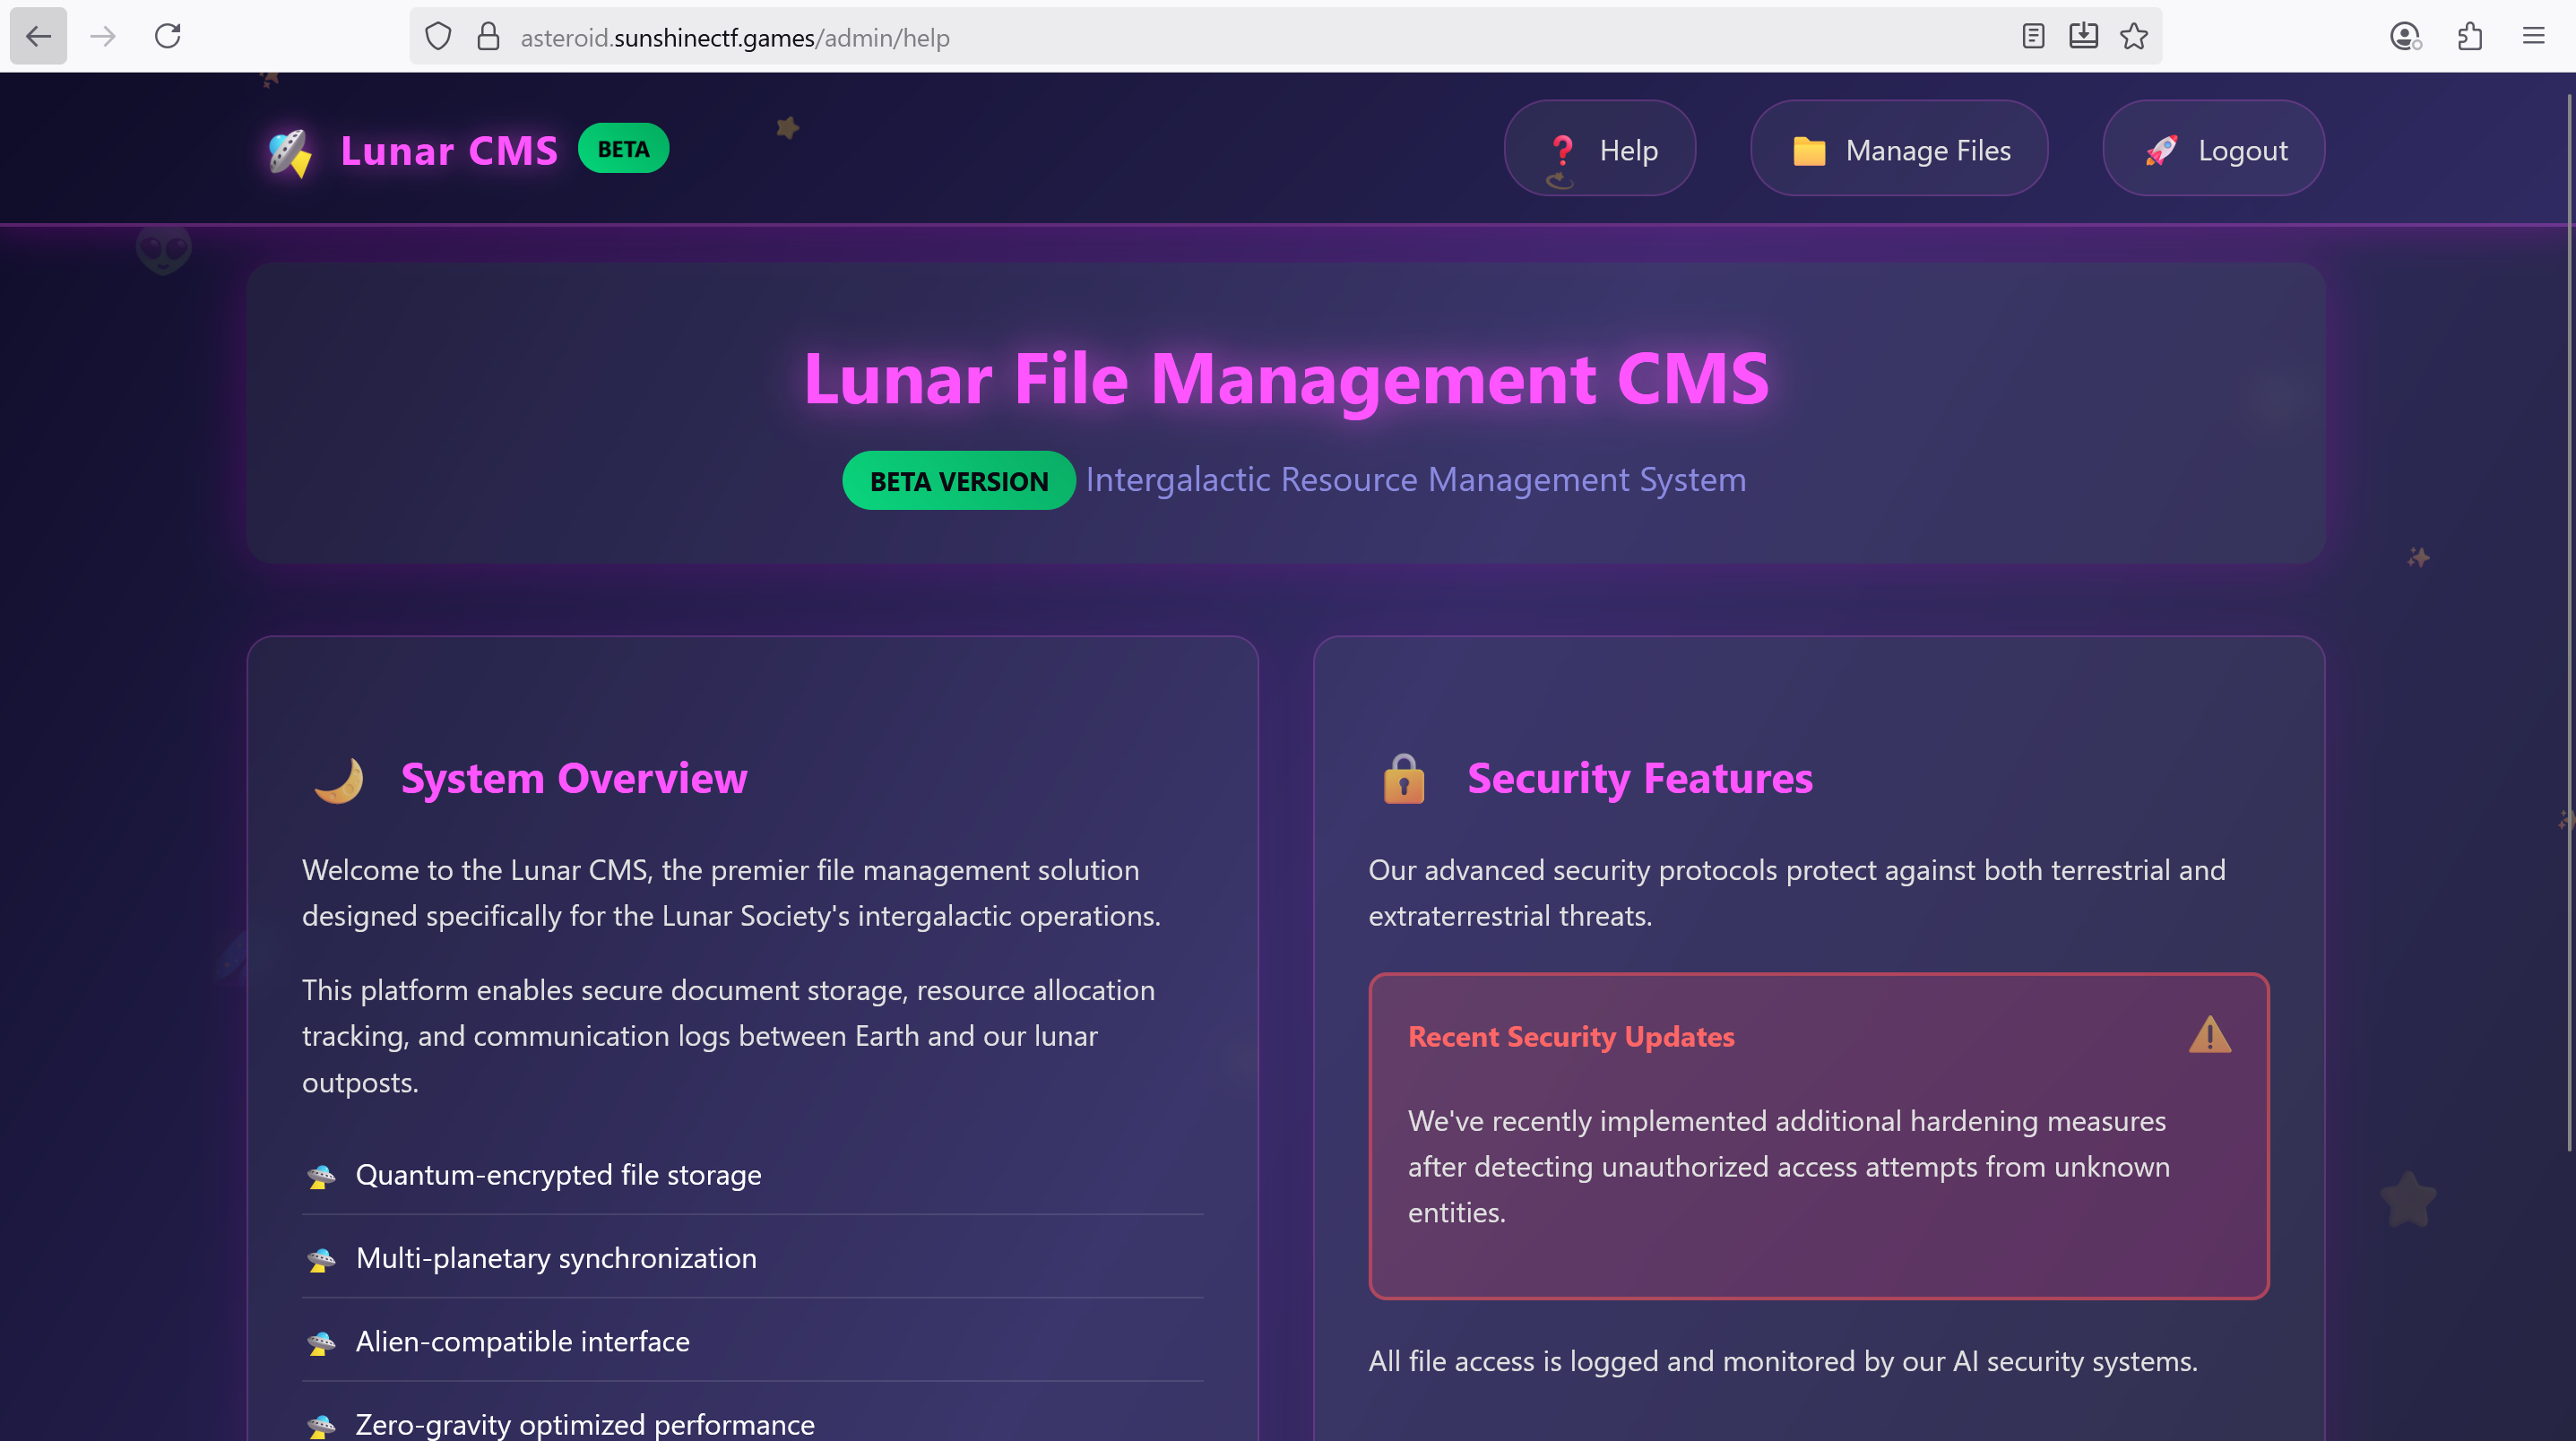 asteroid.sunshinectf.games/admin/help
Lunar CMS BETA
Help
Manage Files
Logout
Lunar File Management CMS
BETA VERSION Intergalactic Resource Management System
System Overview
Welcome to the Lunar CMS, the premier file management solution
designed specifically for the Lunar Society's intergalactic operations.
This platform enables secure document storage, resource allocation
tracking, and communication logs between Earth and our lunar
outposts.
Quantum-encrypted file storage
Multi-planetary synchronization
Alien-compatible interface
Zero-gravity optimized performance
Security Features
Our advanced security protocols protect against both terrestrial and
extraterrestrial threats.
Recent Security Updates
We've recently implemented additional hardening measures
after detecting unauthorized access attempts from unknown
entities.
All file access is logged and monitored by our AI security systems.